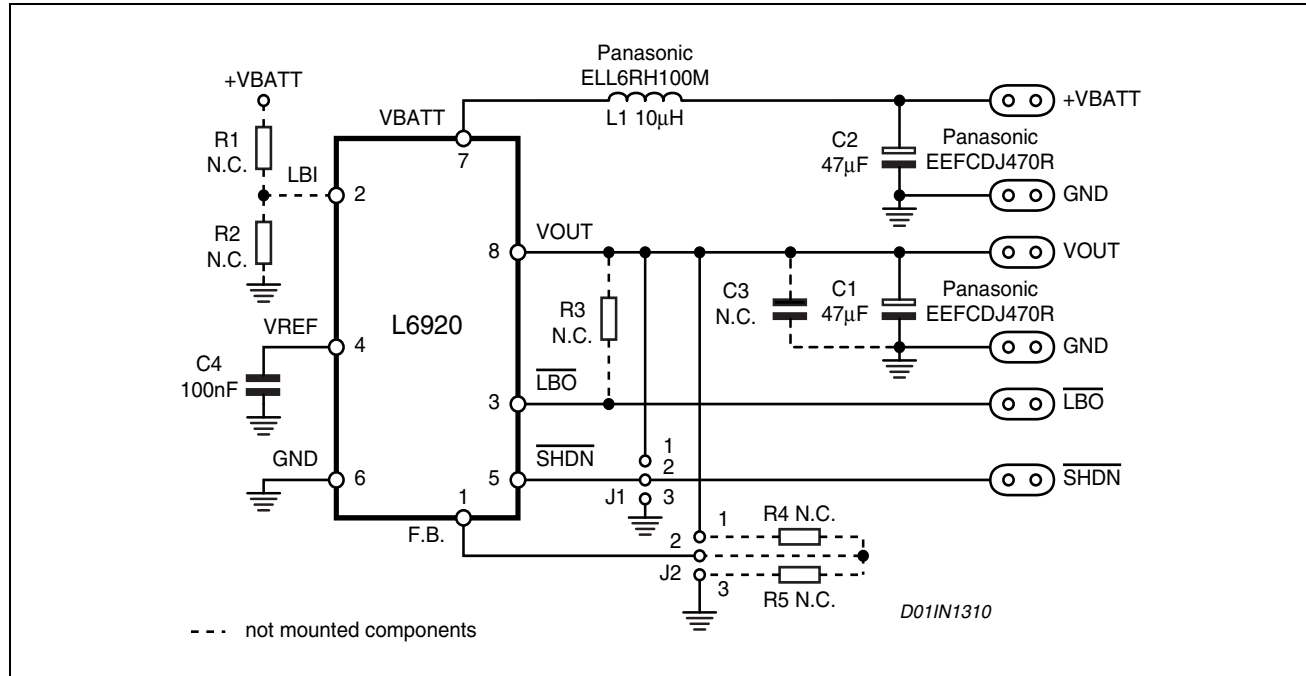 Panasonic
ELL6RH100M
L1 10μH
+VBATT
+VBATT
VBATT
7
R1
N.C.
LBI
2
R2
N.C.
C2
47μF
Panasonic
EEFCDJ470R
GND
8
VOUT
VOUT
L6920
R3
N.C.
C3
N.C.
C1
47μF
Panasonic
EEFCDJ470R
GND
VREF
4
C4
100nF
3
LBO
LBO
GND
6
5
SHDN
1
2
3
J1
SHDN
1
F.B.
1
2
3
J2
R4 N.C.
R5 N.C.
D01IN1310
--- not mounted components